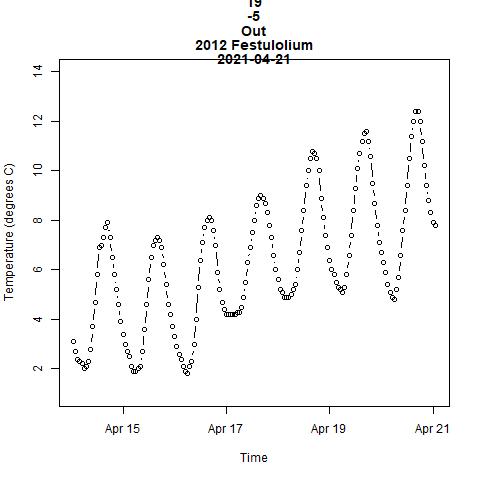 19
-5
Out
2012 Festulolium
2021-04-21
14
12
10
8
6
4
2
Temperature (degrees C)
Apr 15
Apr 17
Apr 19
Apr 21
Time